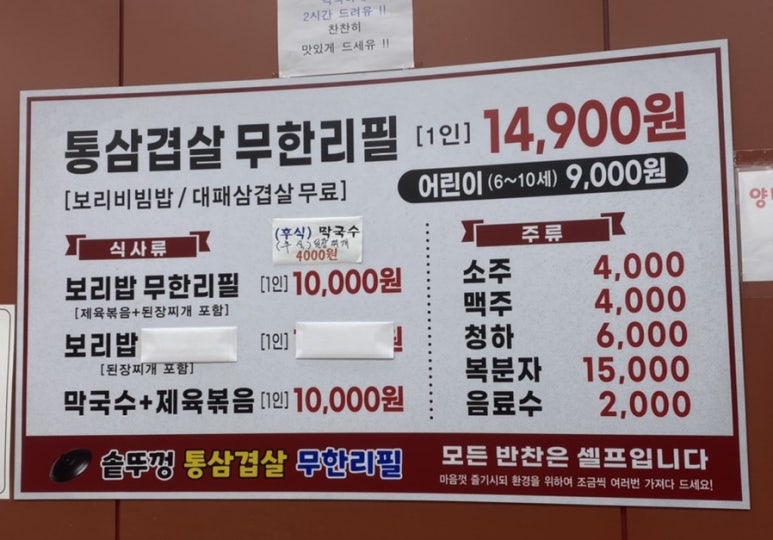 2시간 드려유 !!
찬찬히
맛있게 드세유 !!
통삼겹살 무한리필 [1인] 14,900원
[보리비빔밥 / 대패삼겹살 무료]
어린이 (6~10세) 9,000원
식사류
(후식) 막국수
(후식) 된장찌개
4000원
보리밥 무한리필 [1인] 10,000원
[제육볶음+된장찌개 포함]
보리밥 [1인]
[된장찌개 포함]
막국수+제육볶음 [1인] 10,000원
주류
소주 4,000
맥주 4,000
청하 6,000
복분자 15,000
음료수 2,000
솥뚜껑 통삼겹살 무한리필
모든 반찬은 셀프입니다
마음껏 즐기시되 환경을 위하여 조금씩 여러번 가져다 드세요!
양